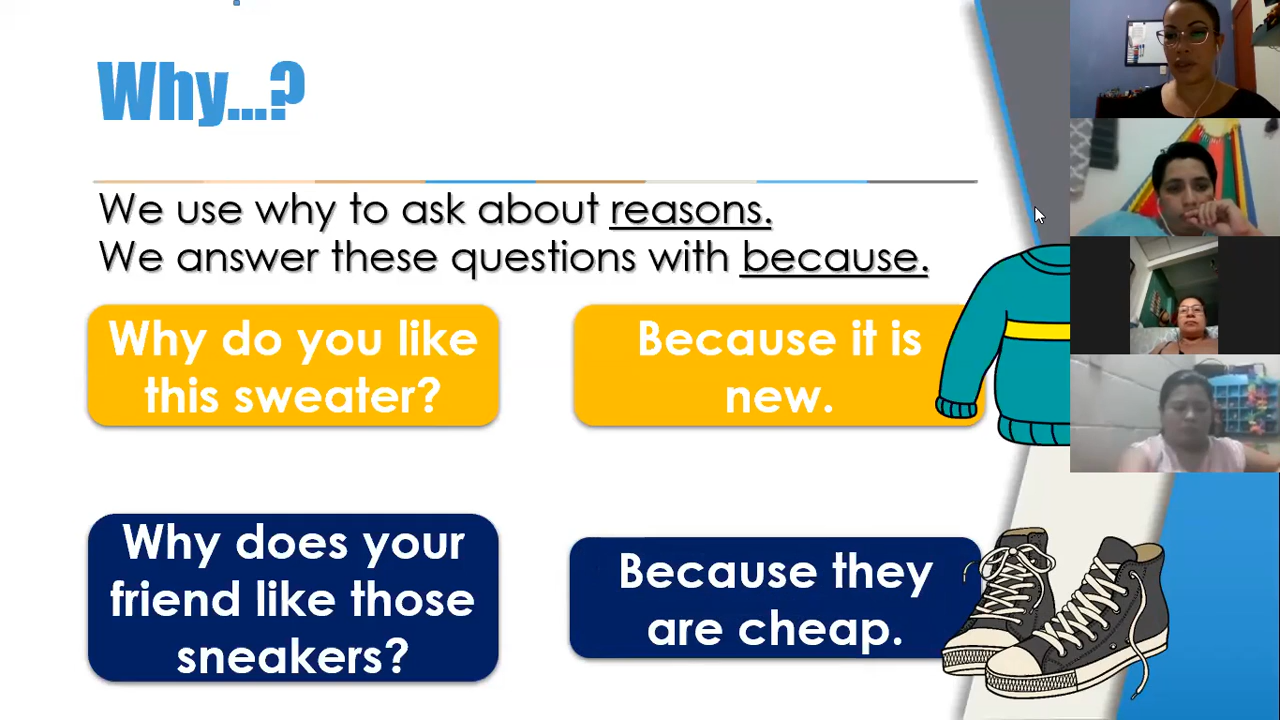 Why...?
We use why to ask about reasons.
We answer these questions with because.
Why do you like
this sweater?
Because it is
new.
Why does your
friend like those
sneakers?
Because they
are cheap.